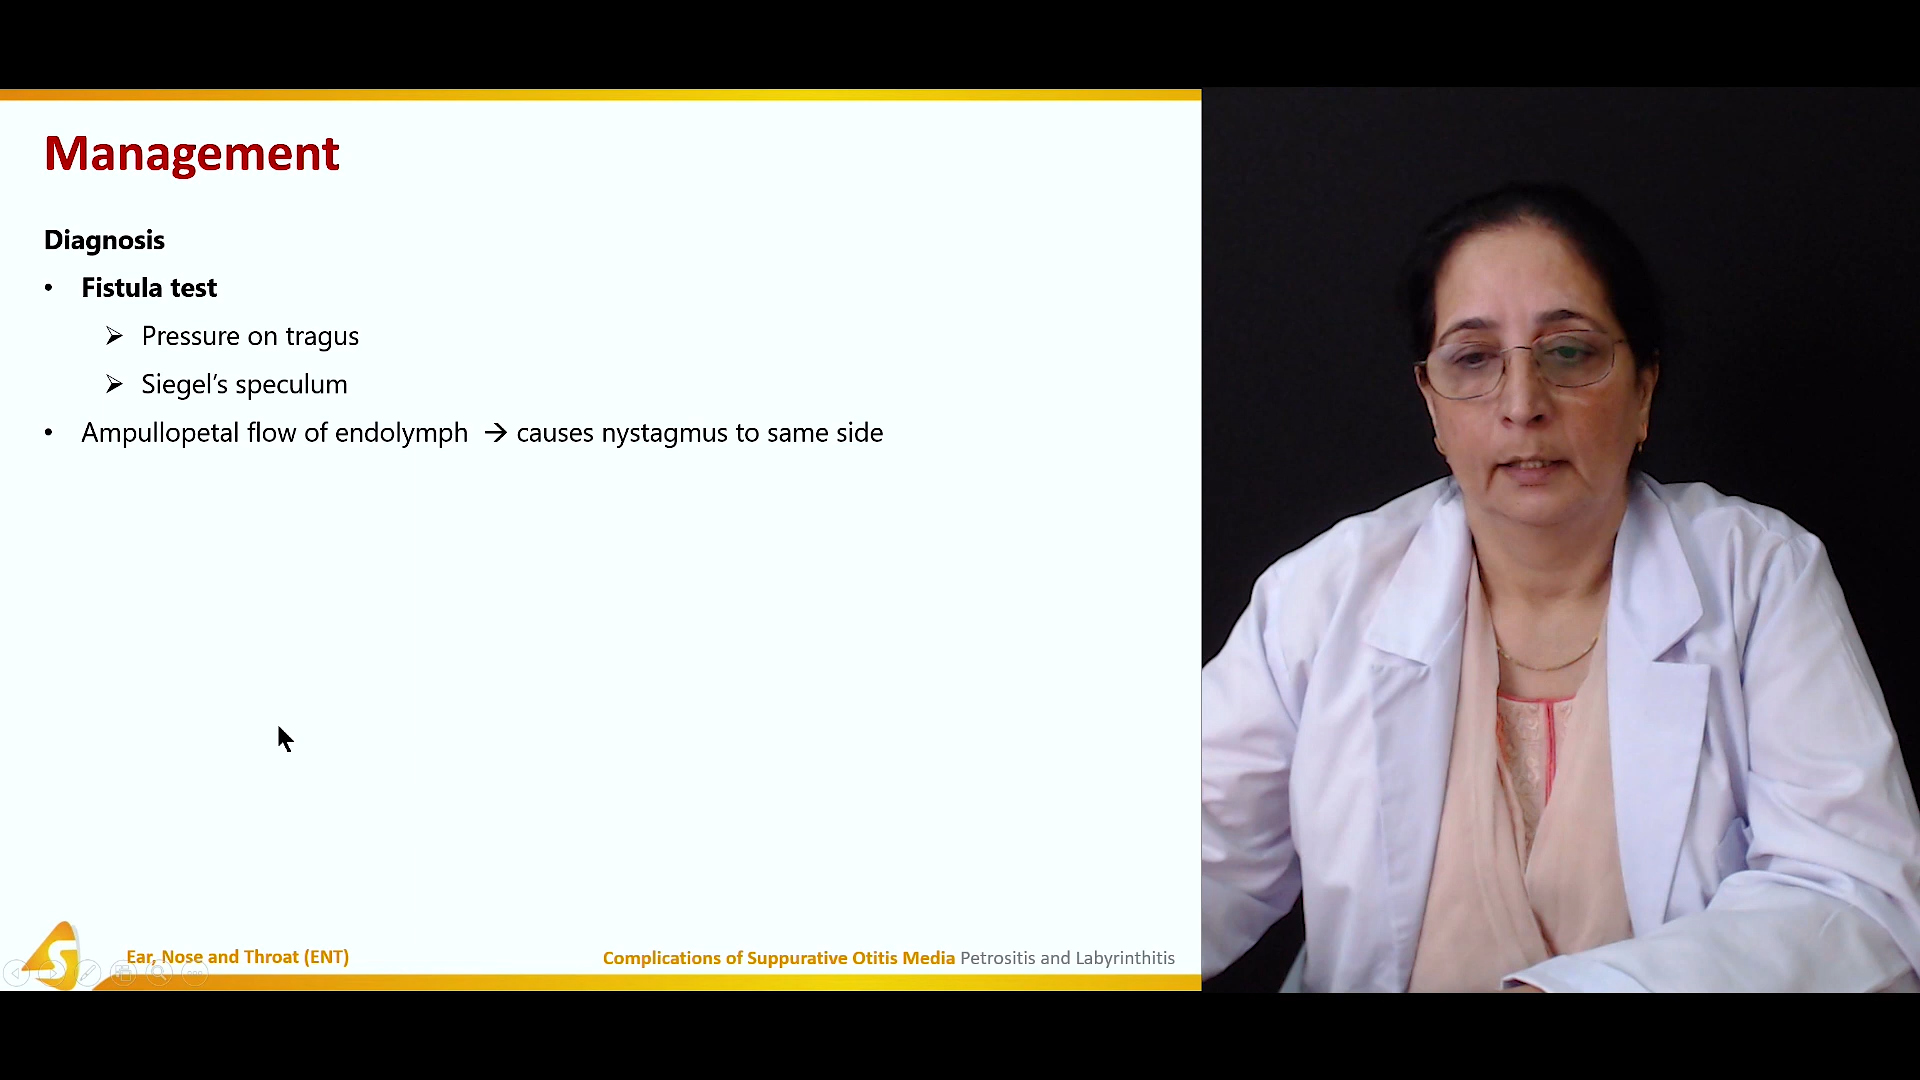 Management
Diagnosis
• Fistula test
➢ Pressure on tragus
➢ Siegel’s speculum
• Ampullopetal flow of endolymph → causes nystagmus to same side
S
Ear, Nose and Throat (ENT)
Complications of Suppurative Otitis Media Petrositis and Labyrinthitis